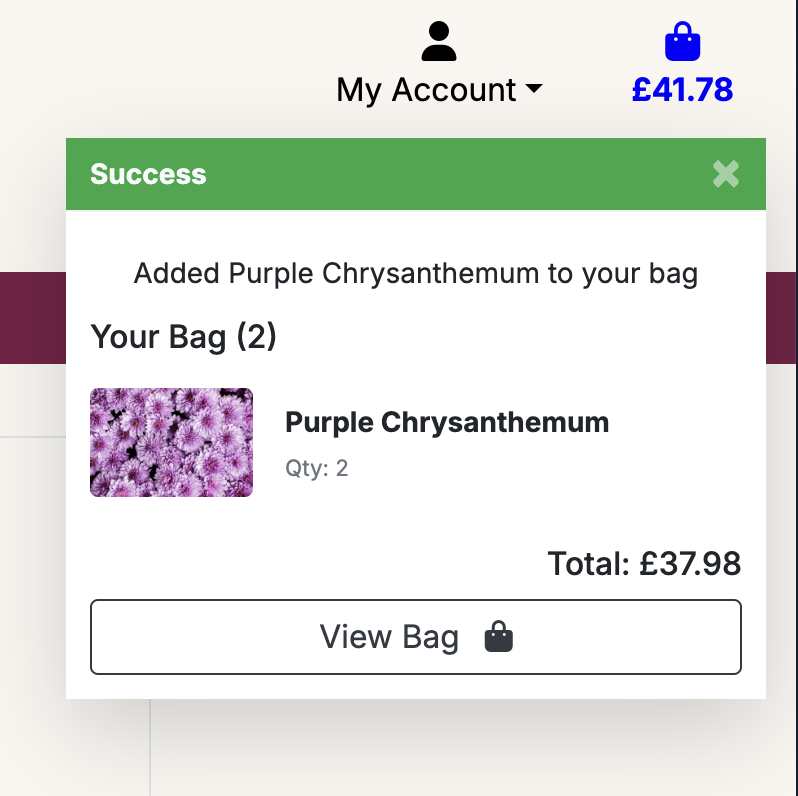 My Account
£41.78
Success
Added Purple Chrysanthemum to your bag
Your Bag (2)
Purple Chrysanthemum
Qty: 2
Total: £37.98
View Bag